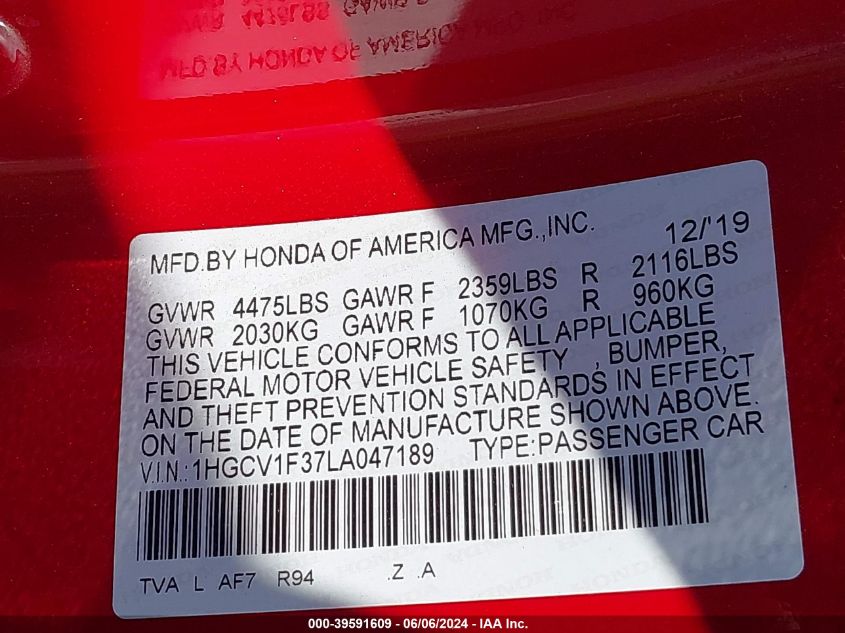 MFD.BY HONDA OF AMERICA MFG.,INC. 12/'19
GVWR 4475LBS GAWR F 2359LBS R 2116LBS
GVWR 2030KG GAWR F 1070KG R 960KG
THIS VEHICLE CONFORMS TO ALL APPLICABLE
FEDERAL MOTOR VEHICLE SAFETY , BUMPER,
AND THEFT PREVENTION STANDARDS IN EFFECT
ON THE DATE OF MANUFACTURE SHOWN ABOVE.
V.I.N.: 1HGCV1F37LA047189 TYPE:PASSENGER CAR
TVA L AF7 R94 .Z .A
000-39591609 - 06/06/2024 - IAA Inc.